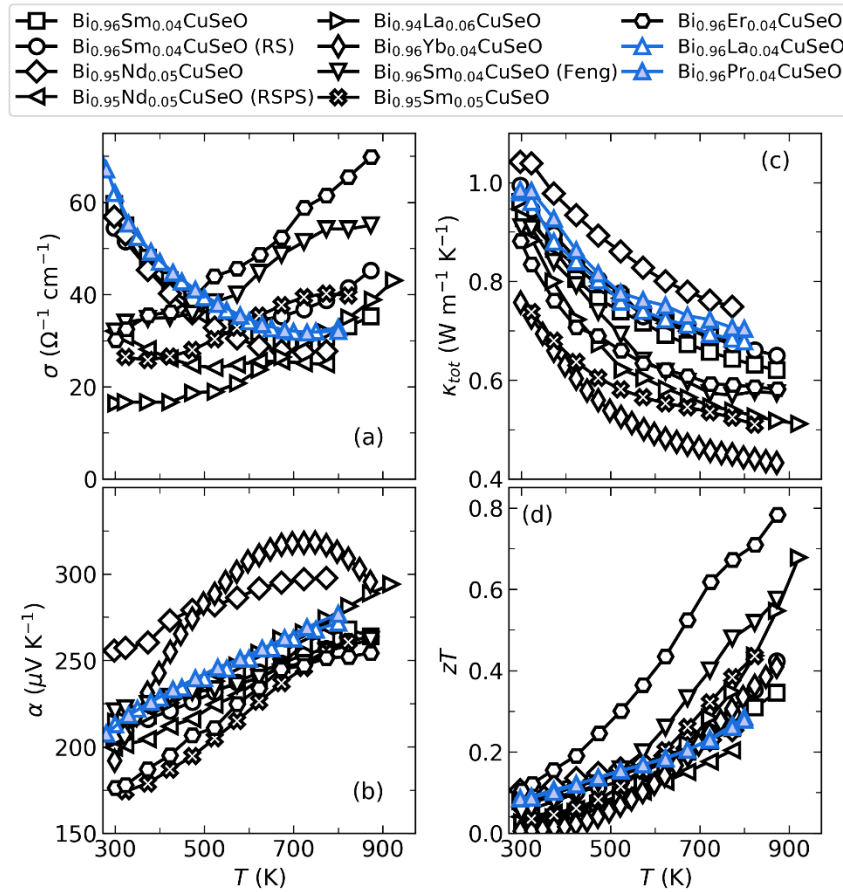 Bi₀.₉₆Sm₀.₀₄CuSeO
Bi₀.₉₆Sm₀.₀₄CuSeO (RS)
Bi₀.₉₅Nd₀.₀₅CuSeO
Bi₀.₉₅Nd₀.₀₅CuSeO (RSPS)
Bi₀.₉₄La₀.₀₆CuSeO
Bi₀.₉₆Yb₀.₀₄CuSeO
Bi₀.₉₆Sm₀.₀₄CuSeO (Feng)
Bi₀.₉₅Sm₀.₀₅CuSeO
Bi₀.₉₆Er₀.₀₄CuSeO
Bi₀.₉₆La₀.₀₄CuSeO
Bi₀.₉₆Pr₀.₀₄CuSeO
σ (Ω⁻¹ cm⁻¹)
60
40
20
0
(a)
κtot (W m⁻¹ K⁻¹)
1.0
0.8
0.6
0.4
(c)
α (μV K⁻¹)
300
250
200
150
(b)
300
500
700
900
T (K)
zT
0.8
0.6
0.4
0.2
0.0
(d)
300
500
700
900
T (K)